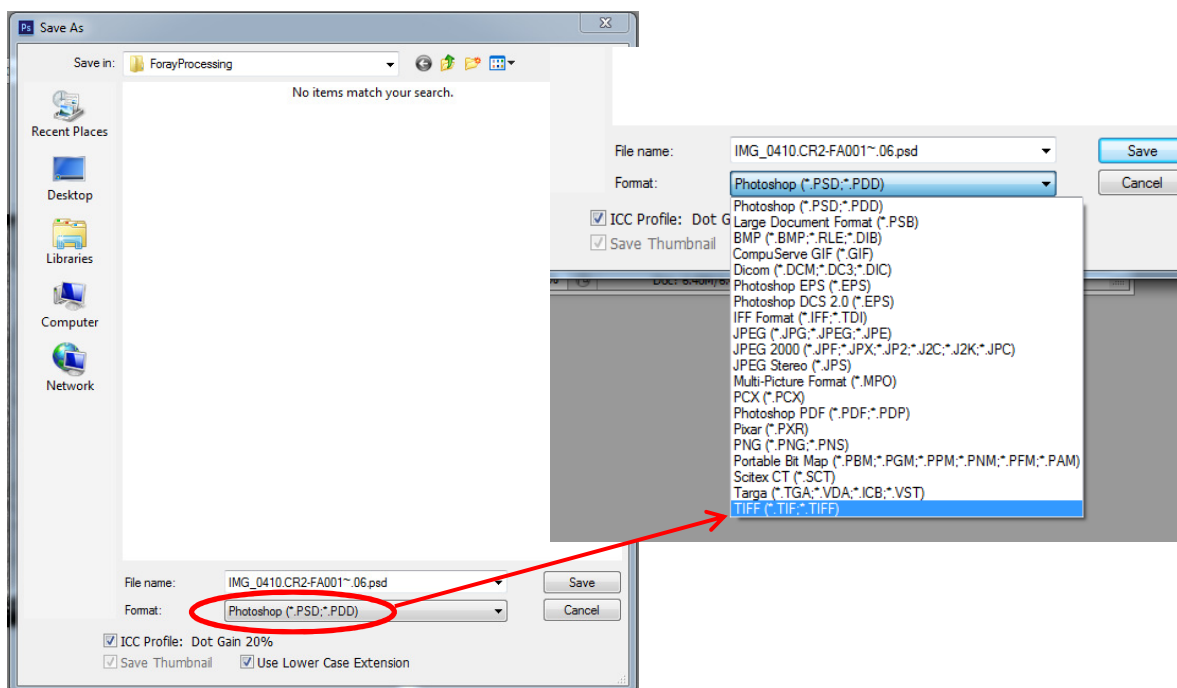 Ps Save As
Save in: ForayProcessing
No items match your search.
Recent Places
Desktop
Libraries
Computer
Network
File name: IMG_0410.CR2-FA001~.06.psd Save
Format: Photoshop (*.PSD;*.PDD) Cancel
ICC Profile: Dot Gain 20%
Save Thumbnail Use Lower Case Extension
File name: IMG_0410.CR2-FA001~.06.psd Save
Format: Photoshop (*.PSD;*.PDD) Cancel
ICC Profile: Dot G
Save Thumbnail
Photoshop (*.PSD;*.PDD)
Large Document Format (*.PSB)
BMP (*.BMP;*.RLE;*.DIB)
CompuServe GIF (*.GIF)
Dicom (*.DCM;*.DC3;*.DIC)
Photoshop EPS (*.EPS)
Photoshop DCS 2.0 (*.EPS)
IFF Format (*.IFF;*.TDI)
JPEG (*.JPG;*.JPEG;*.JPE)
JPEG 2000 (*.JPF;*.JPX;*.JP2;*.J2C;*.J2K;*.JPC)
JPEG Stereo (*.JPS)
Multi-Picture Format (*.MPO)
PCX (*.PCX)
Photoshop PDF (*.PDF;*.PDP)
Pixar (*.PXR)
PNG (*.PNG;*.PNS)
Portable Bit Map (*.PBM;*.PGM;*.PPM;*.PNM;*.PFM;*.PAM)
Scitex CT (*.SCT)
Targa (*.TGA;*.VDA;*.ICB;*.VST)
TIFF (*.TIF;*.TIFF)